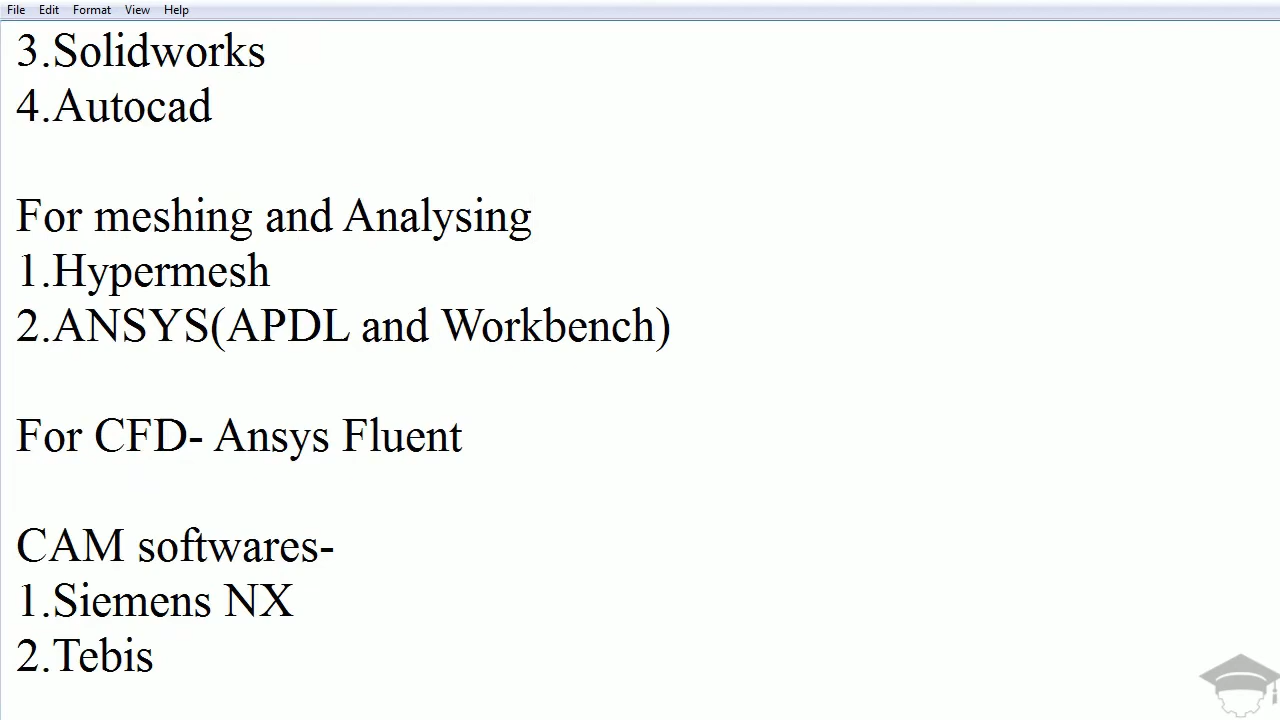 File Edit Format View Help
3.Solidworks
4.Autocad
For meshing and Analysing
1.Hypermesh
2.ANSYS(APDL and Workbench)
For CFD- Ansys Fluent
CAM softwares-
1.Siemens NX
2.Tebis